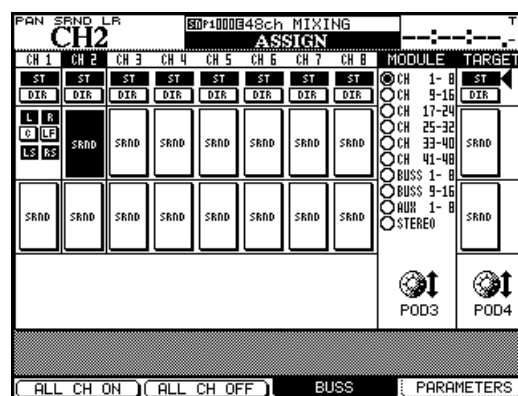 PAN SRND LR 48ch MIXING T
CH2 ASSIGN --:--:--.-
CH 1 CH 2 CH 3 CH 4 CH 5 CH 6 CH 7 CH 8 MODULE TARGET
ST ST ST ST ST ST ST ST CH 1- 8 ST
DIR DIR DIR DIR DIR DIR DIR DIR CH 9-16 DIR
L R CH 17-24
C LF SRND SRND SRND SRND SRND SRND SRND CH 25-32 SRND
LS RS CH 33-40
CH 41-48
BUSS 1- 8
BUSS 9-16
SRND SRND SRND SRND SRND SRND SRND SRND AUX 1- 8 SRND
STEREO
POD3 POD4
ALL CH ON ALL CH OFF BUSS PARAMETERS